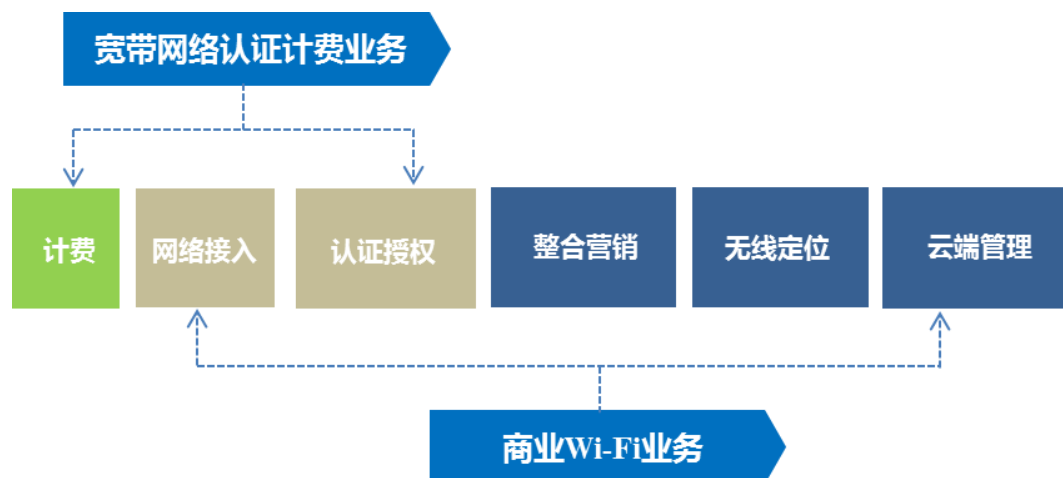 宽带网络认证计费业务
计费
网络接入
认证授权
整合营销
无线定位
云端管理
商业Wi-Fi业务